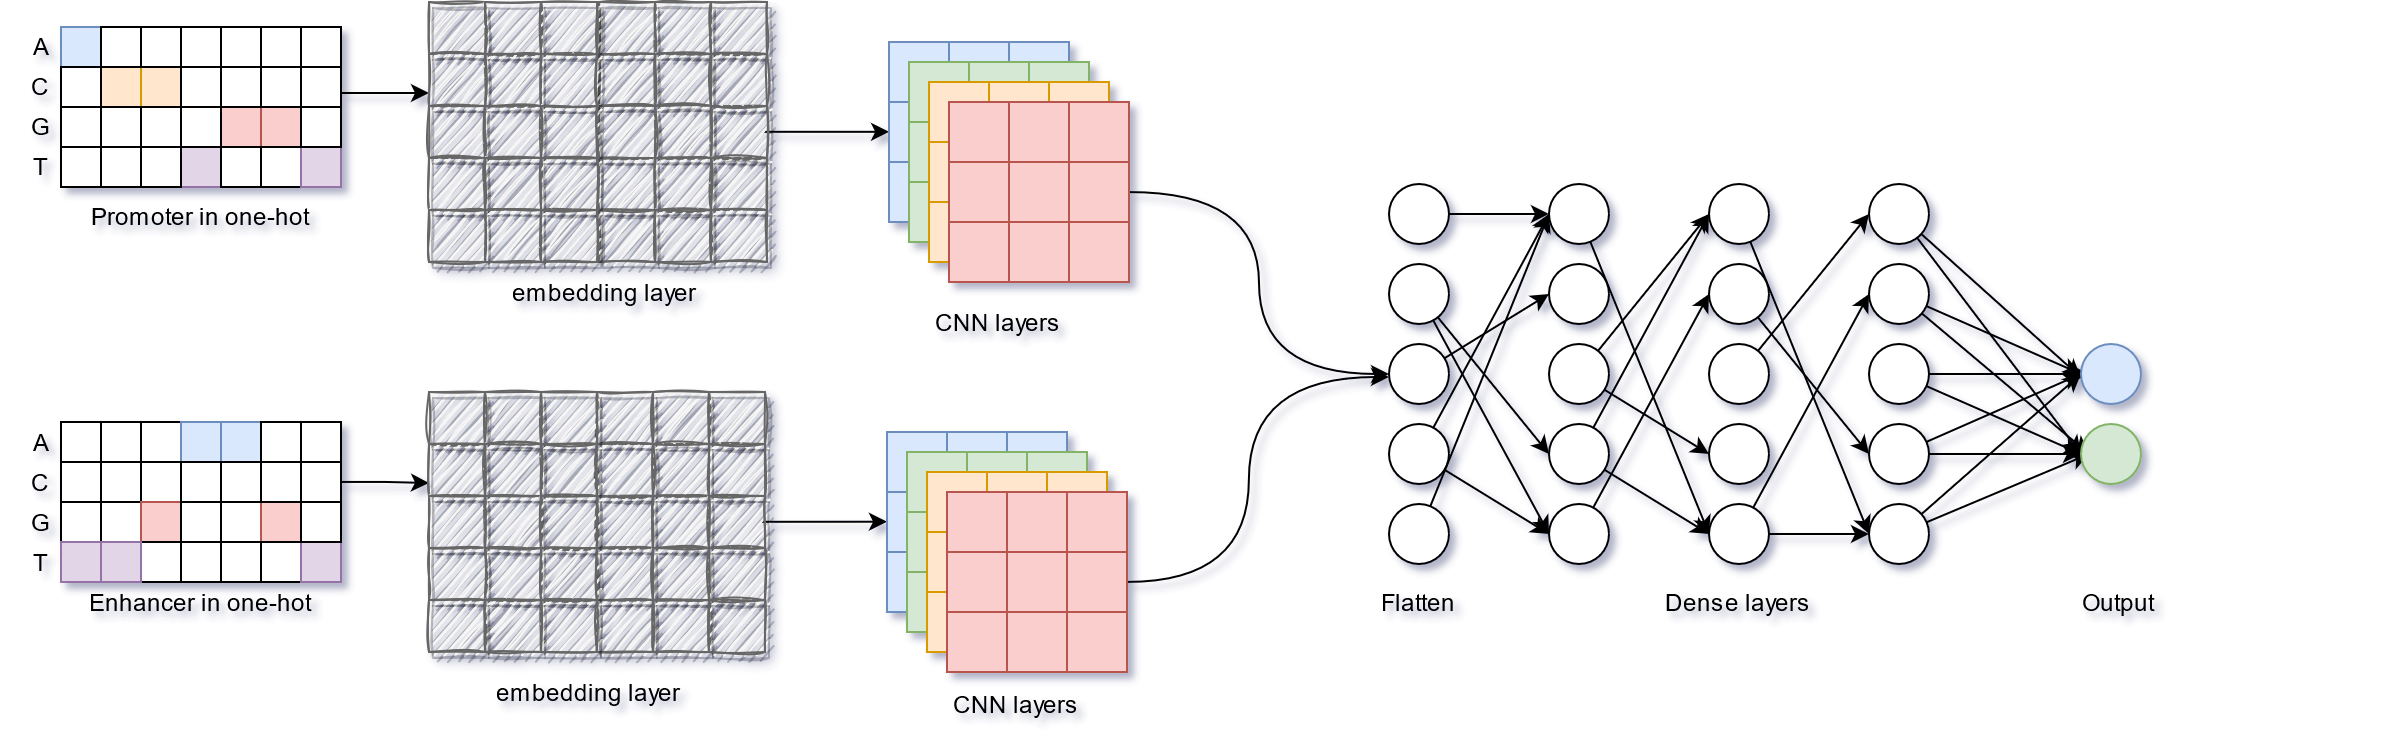 A
C
G
T
Promoter in one-hot
embedding layer
CNN layers
A
C
G
T
Enhancer in one-hot
embedding layer
CNN layers
Flatten
Dense layers
Output